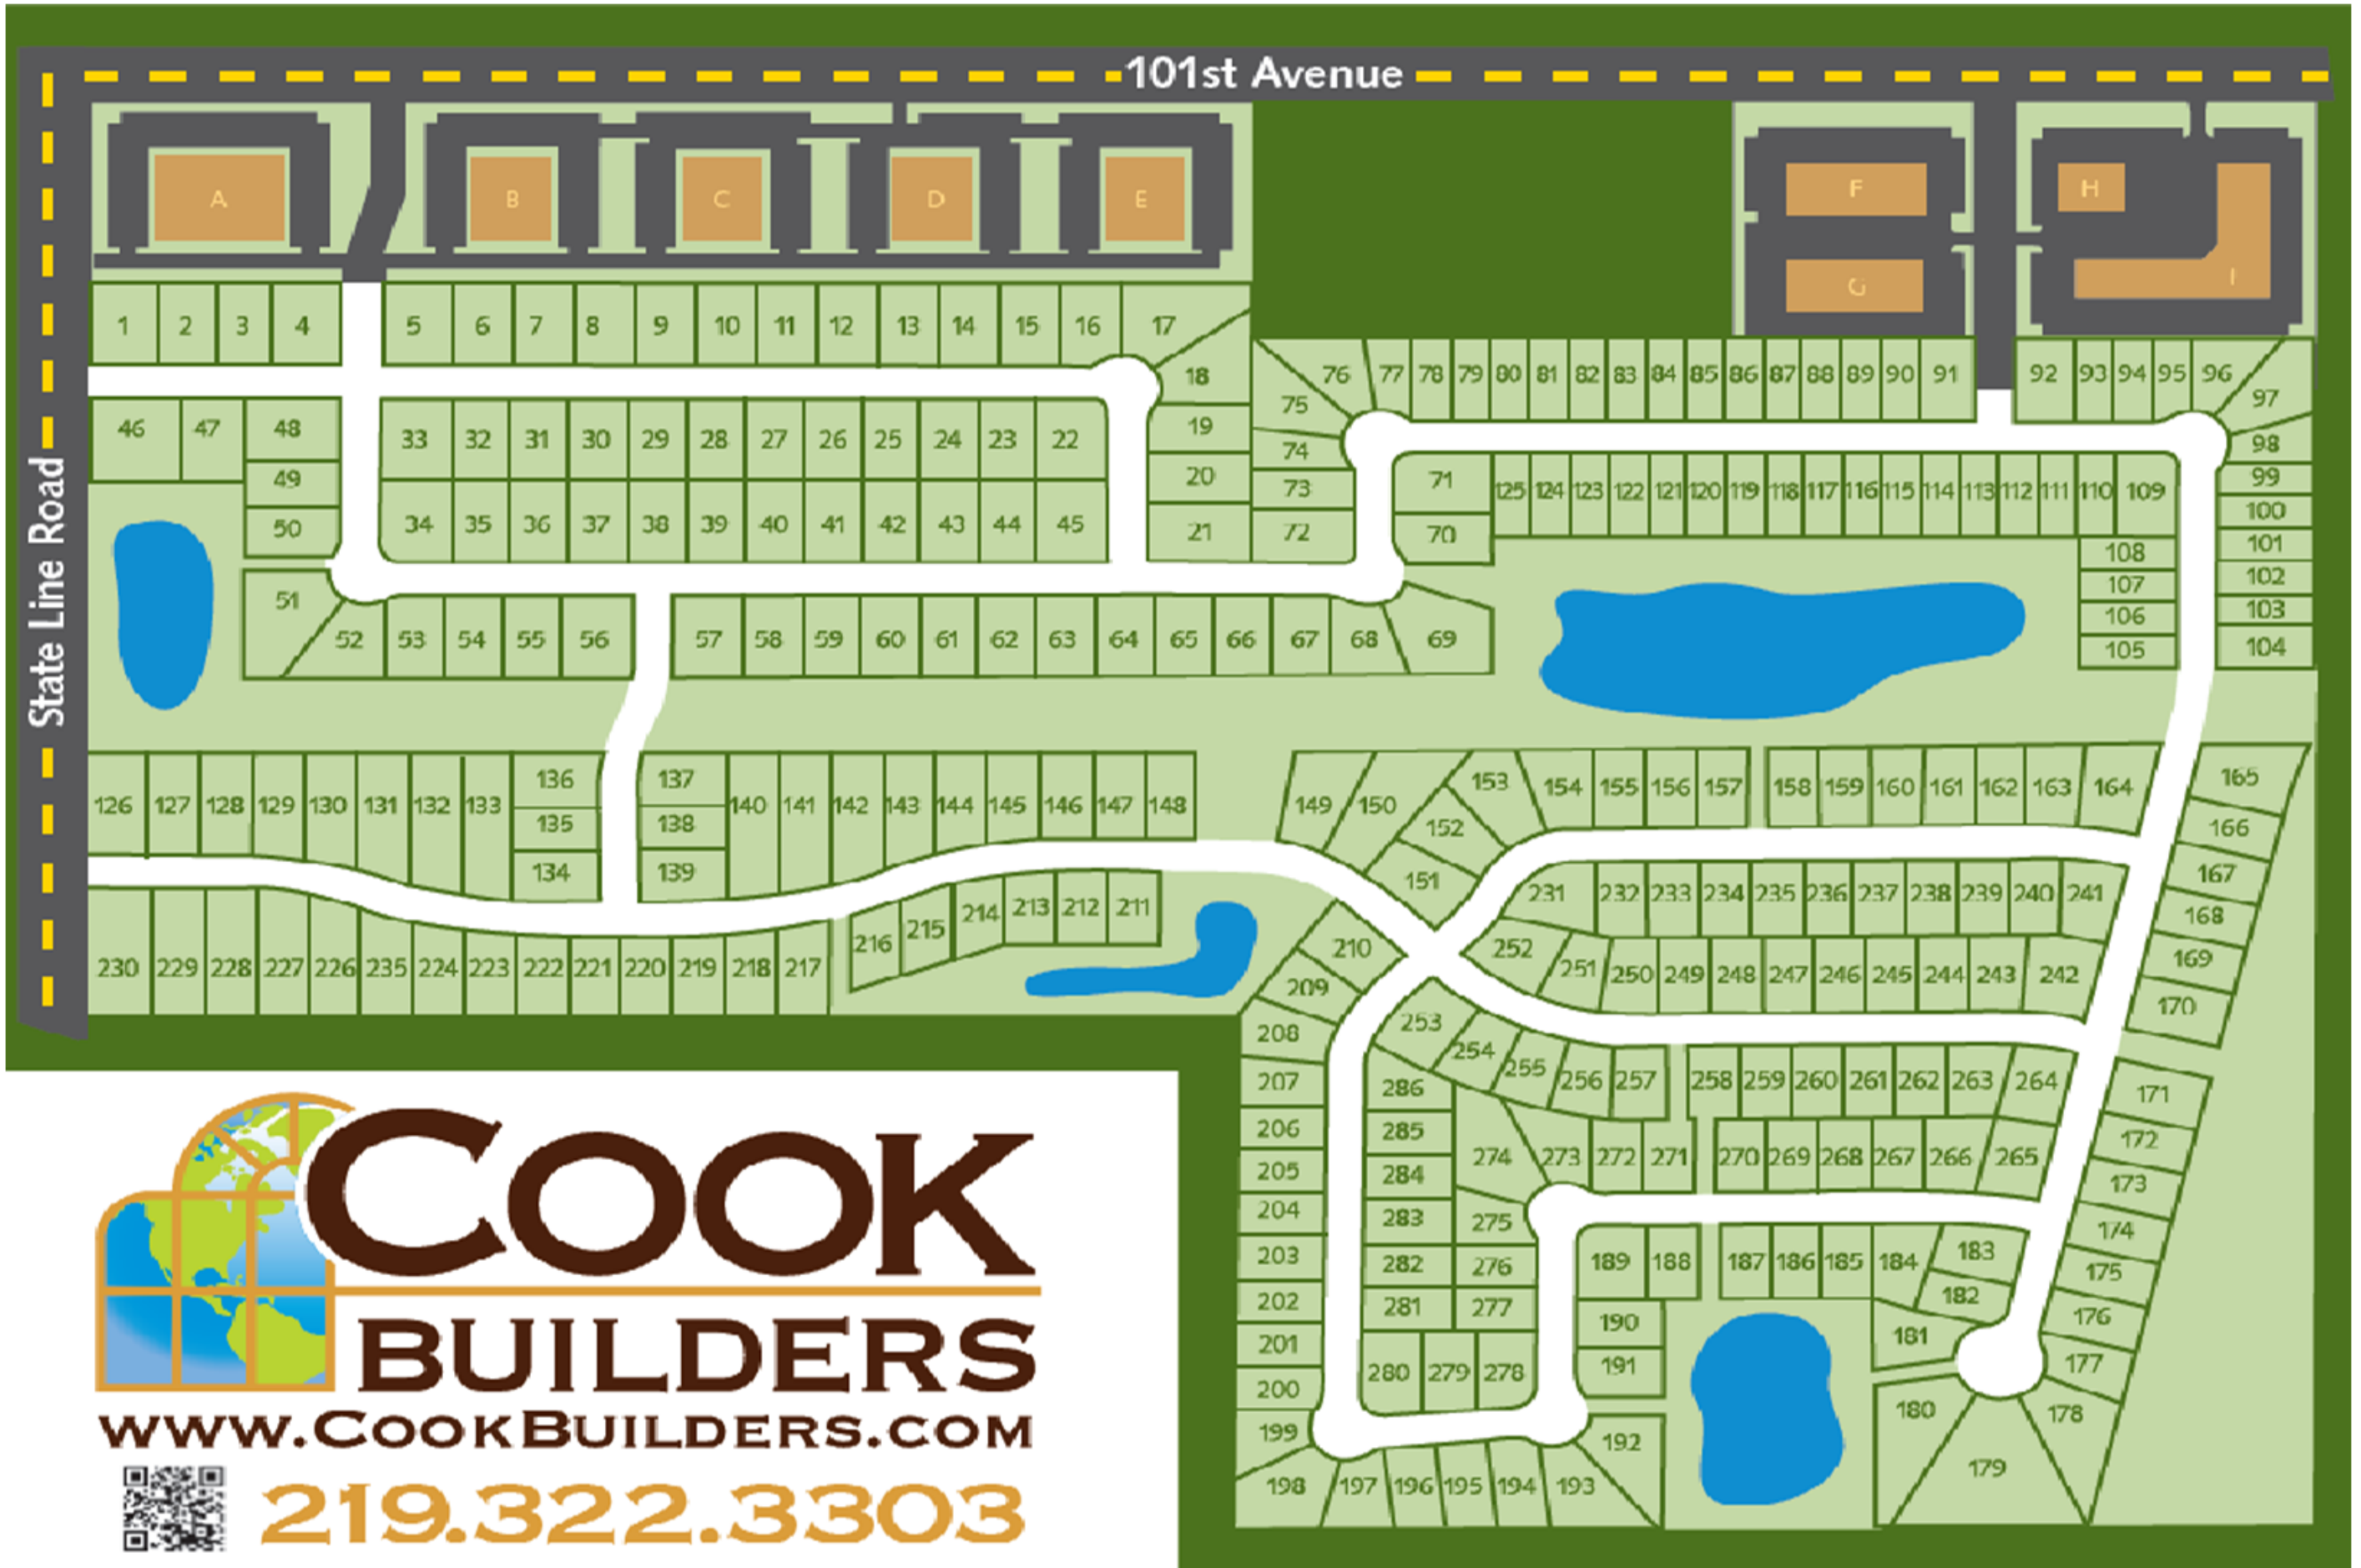 101st Avenue
State Line Road
A B C D E F H
G I
1 2 3 4 5 6 7 8 9 10 11 12 13 14 15 16 17
18
76 77 78 79 80 81 82 83 84 85 86 87 88 89 90 91 92 93 94 95 96
75 97
46 47 48 33 32 31 30 29 28 27 26 25 24 23 22 19
74 98
49 20 73 71 125 124 123 122 121 120 119 118 117 116 115 114 113 112 111 110 109 99
100
50 34 35 36 37 38 39 40 41 42 43 44 45 21 72 70
108 101
107 102
51 106 103
52 53 54 55 56 57 58 59 60 61 62 63 64 65 66 67 68 69 105 104
136 137 153 154 155 156 157 158 159 160 161 162 163 164 165
126 127 128 129 130 131 132 133 140 141 142 143 144 145 146 147 148 149 150
135 138 152 166
134 139 151 167
231 232 233 234 235 236 237 238 239 240 241
216 215 214 213 212 211 168
210 252 169
230 229 228 227 226 235 224 223 222 221 220 219 218 217
251 250 249 248 247 246 245 244 243 242
209 170
208 253
254
207 286 255 256 257 258 259 260 261 262 263 264 171
206 285 172
205 284 274 273 272 271 270 269 268 267 266 265 173
204 283 275 174
203 282 276 189 188 187 186 185 184 183 175
182
202 281 277 190 176
201 181
191 177
200 280 279 278
180 178
199 192
198 197 196 195 194 193 179
COOK
BUILDERS
WWW.COOKBUILDERS.COM
219.322.3303